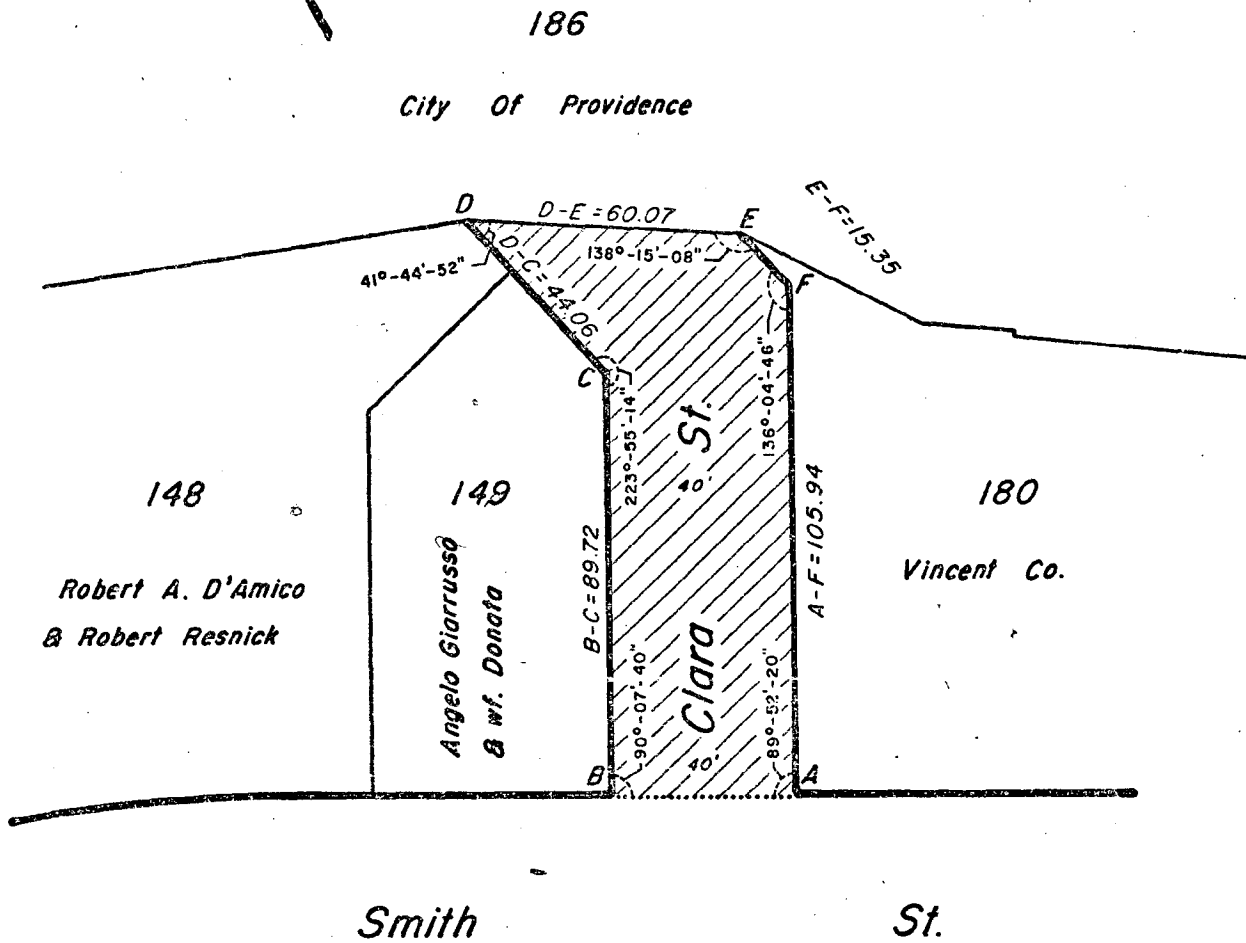 186
City Of Providence
D
D-E = 60.07
E
E-F=15.35
138°-15'-08"
41°-44'-52"
D-C=44.06
F
C
223°-55'-14"
136°-04'-46"
St.
40'
148
149
180
B-C=89.72
A-F=105.94
Robert A. D'Amico
& Robert Resnick
Angelo Giarrusso
& wf. Donata
Vincent Co.
Clara
90°-07'-40"
89°-52'-20"
40'
B
A
Smith St.